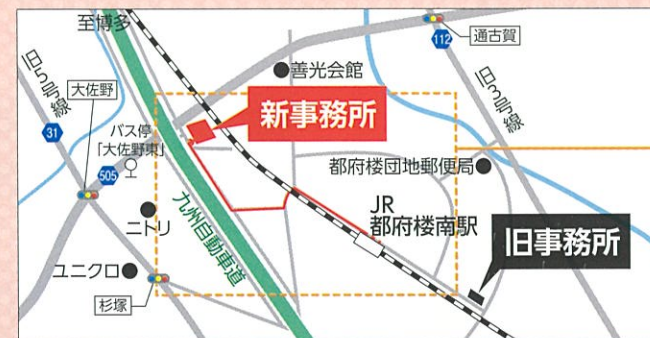 至博多
112
通古賀
旧5号線
大佐野
善光会館
旧3号線
新事務所
31
バス停
「大佐野東」
505
都府楼団地郵便局
九州自動車道
ニトリ
JR
都府楼南駅
旧事務所
ユニクロ
杉塚